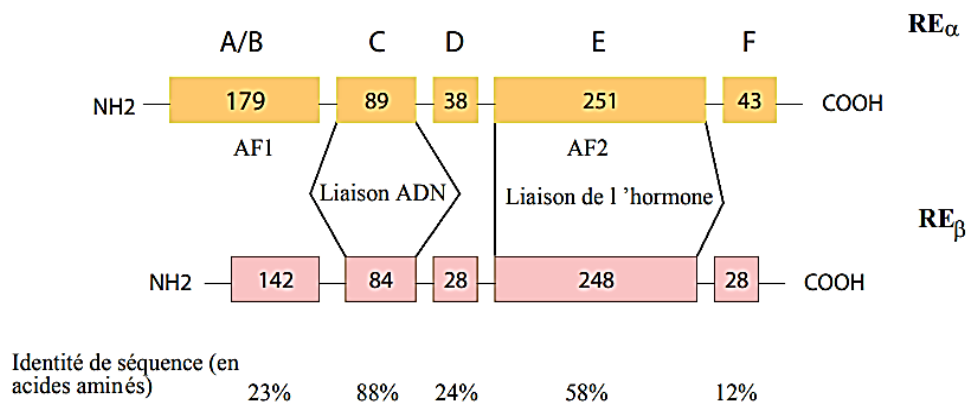 A/B C D E F REα
NH2 179 89 38 251 43 COOH
AF1 AF2
Liaison ADN Liaison de l 'hormone
REβ
NH2 142 84 28 248 28 COOH
Identité de séquence (en
acides aminés) 23% 88% 24% 58% 12%